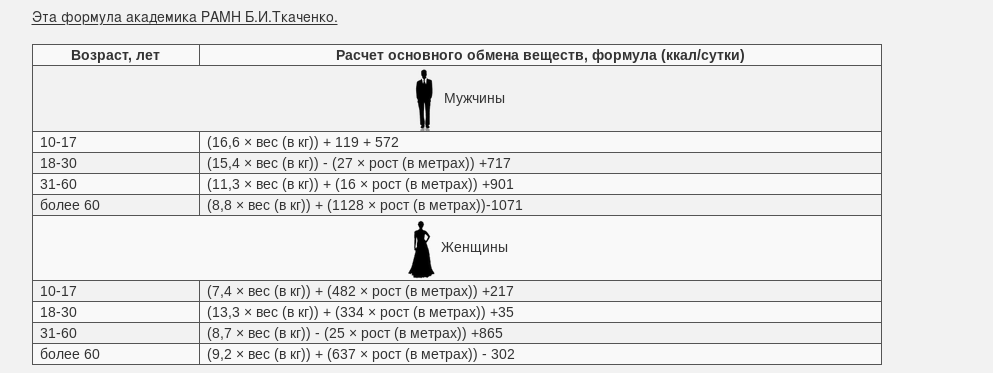 Эта формула академика РАМН Б.И.Ткаченко.
Возраст, лет Расчет основного обмена веществ, формула (ккал/сутки)
Мужчины
10-17 (16,6 × вес (в кг)) + 119 + 572
18-30 (15,4 × вес (в кг)) - (27 × рост (в метрах)) +717
31-60 (11,3 × вес (в кг)) + (16 × рост (в метрах)) +901
более 60 (8,8 × вес (в кг)) + (1128 × рост (в метрах))-1071
Женщины
10-17 (7,4 × вес (в кг)) + (482 × рост (в метрах)) +217
18-30 (13,3 × вес (в кг)) + (334 × рост (в метрах)) +35
31-60 (8,7 × вес (в кг)) - (25 × рост (в метрах)) +865
более 60 (9,2 × вес (в кг)) + (637 × рост (в метрах)) - 302